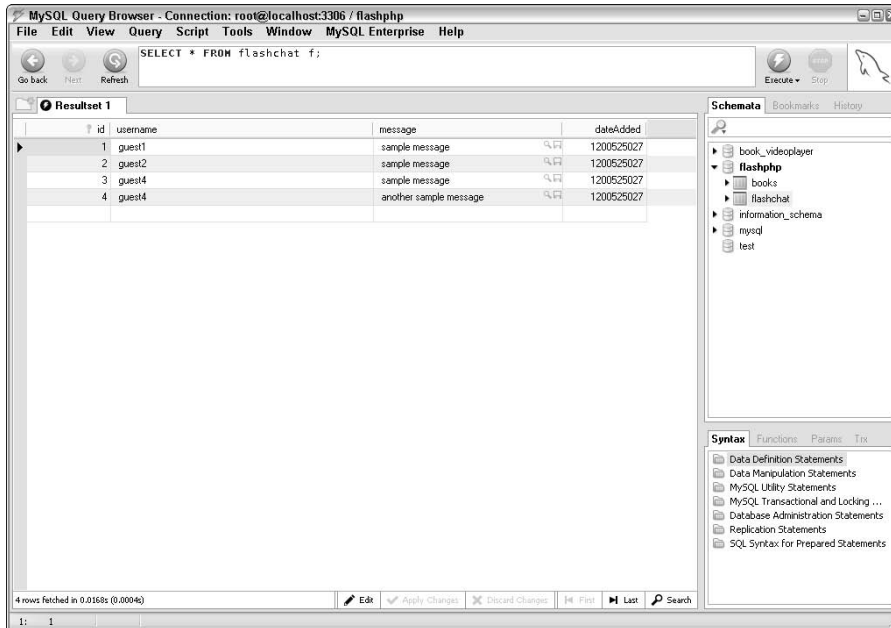 MySQL Query Browser - Connection: root@localhost:3306 / flashphp
File Edit View Query Script Tools Window MySQL Enterprise Help
SELECT * FROM flashchat f;
Go back Next Refresh
Execute Stop
Resultset 1
id username message dateAdded
1 guest1 sample message 1200525027
2 guest2 sample message 1200525027
3 guest4 sample message 1200525027
4 guest4 another sample message 1200525027
4 rows fetched in 0.0168s (0.0004s)
Edit Apply Changes Discard Changes First Last Search
1: 1
Schemata Bookmarks History
book_videoplayer
flashphp
books
flashchat
information_schema
mysql
test
Syntax Functions Params Trx
Data Definition Statements
Data Manipulation Statements
MySQL Utility Statements
MySQL Transactional and Locking ...
Database Administration Statements
Replication Statements
SQL Syntax for Prepared Statements